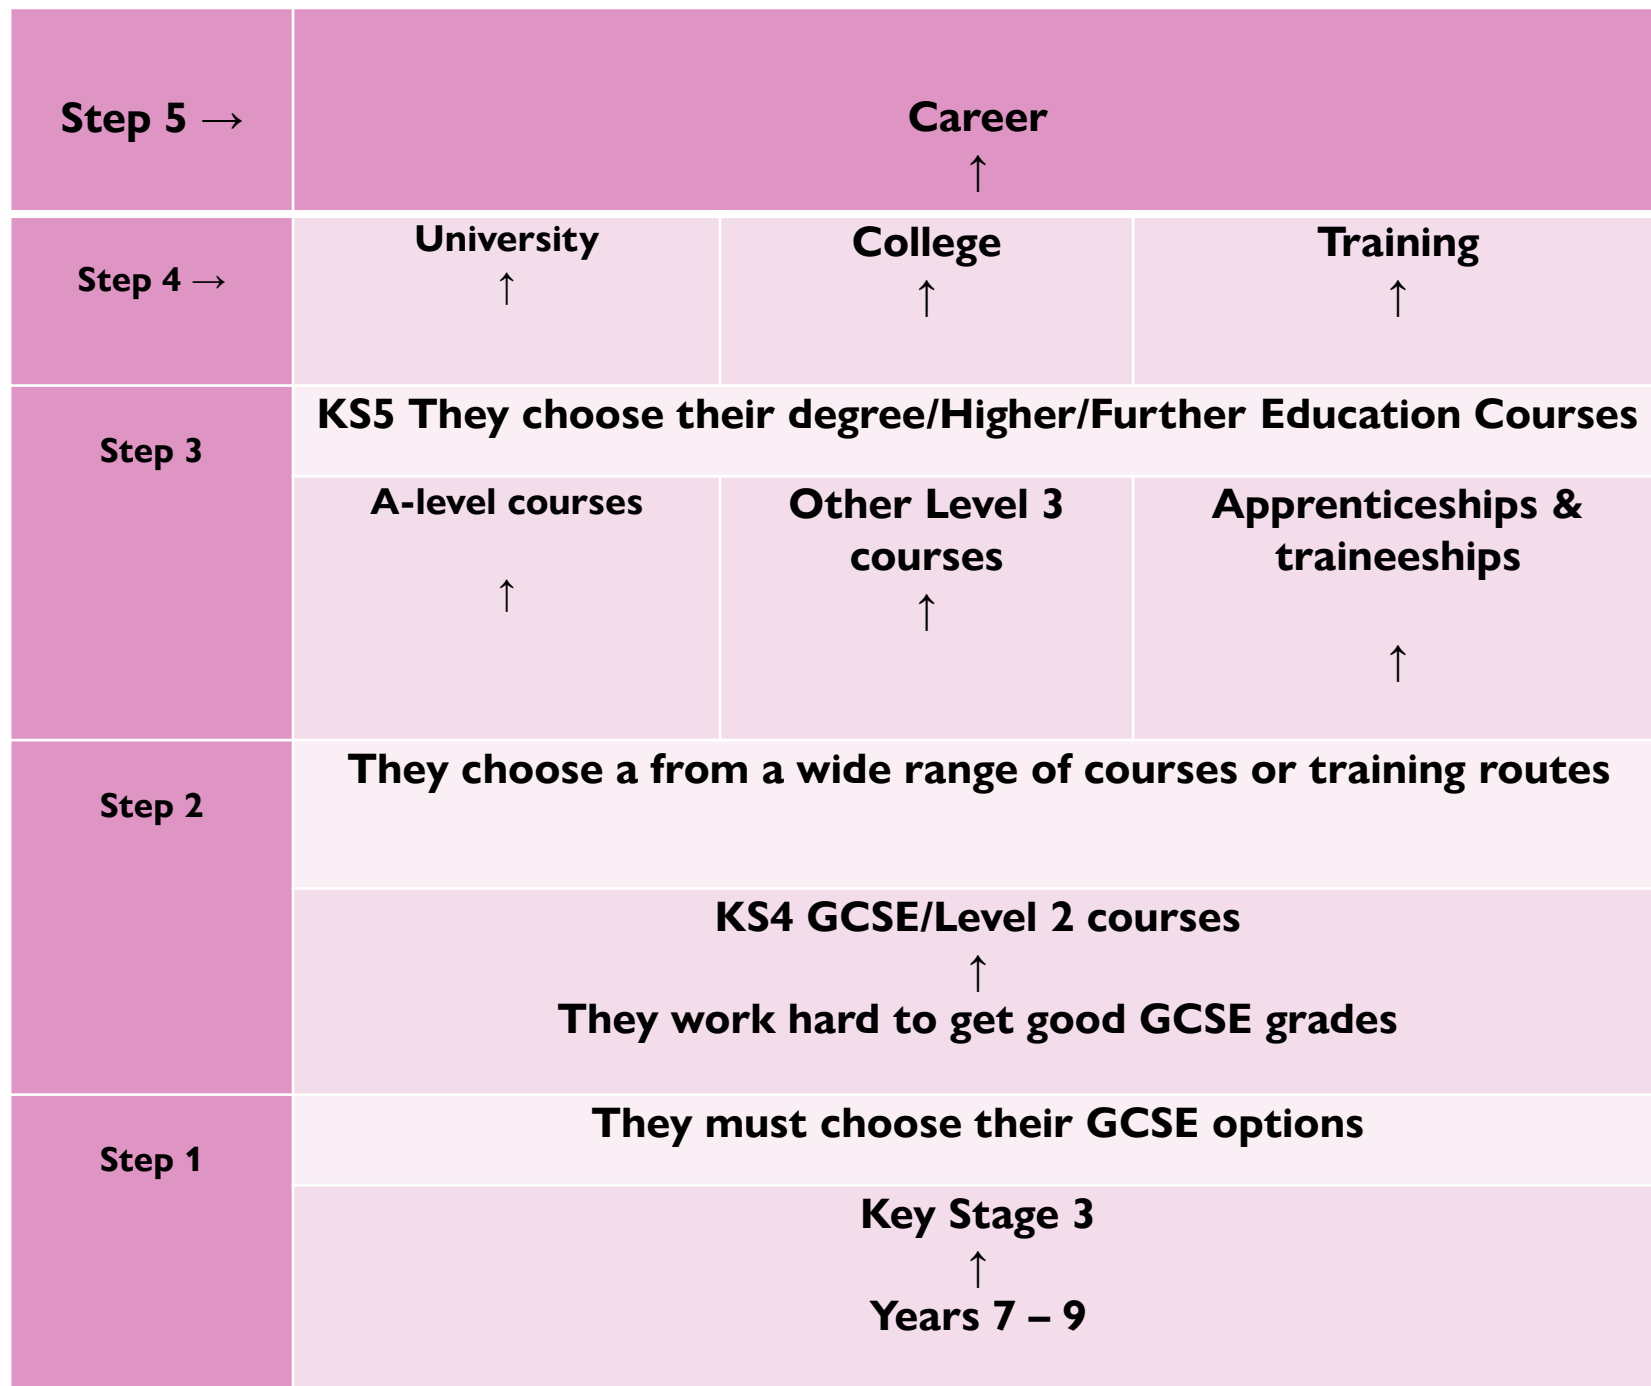 Step 5 →
Career
↑
Step 4 →
University
↑
College
↑
Training
↑
Step 3
KS5 They choose their degree/Higher/Further Education Courses
A-level courses
↑
Other Level 3
courses
↑
Apprenticeships &
traineeships
↑
Step 2
They choose a from a wide range of courses or training routes
KS4 GCSE/Level 2 courses
↑
They work hard to get good GCSE grades
Step 1
They must choose their GCSE options
Key Stage 3
↑
Years 7 – 9